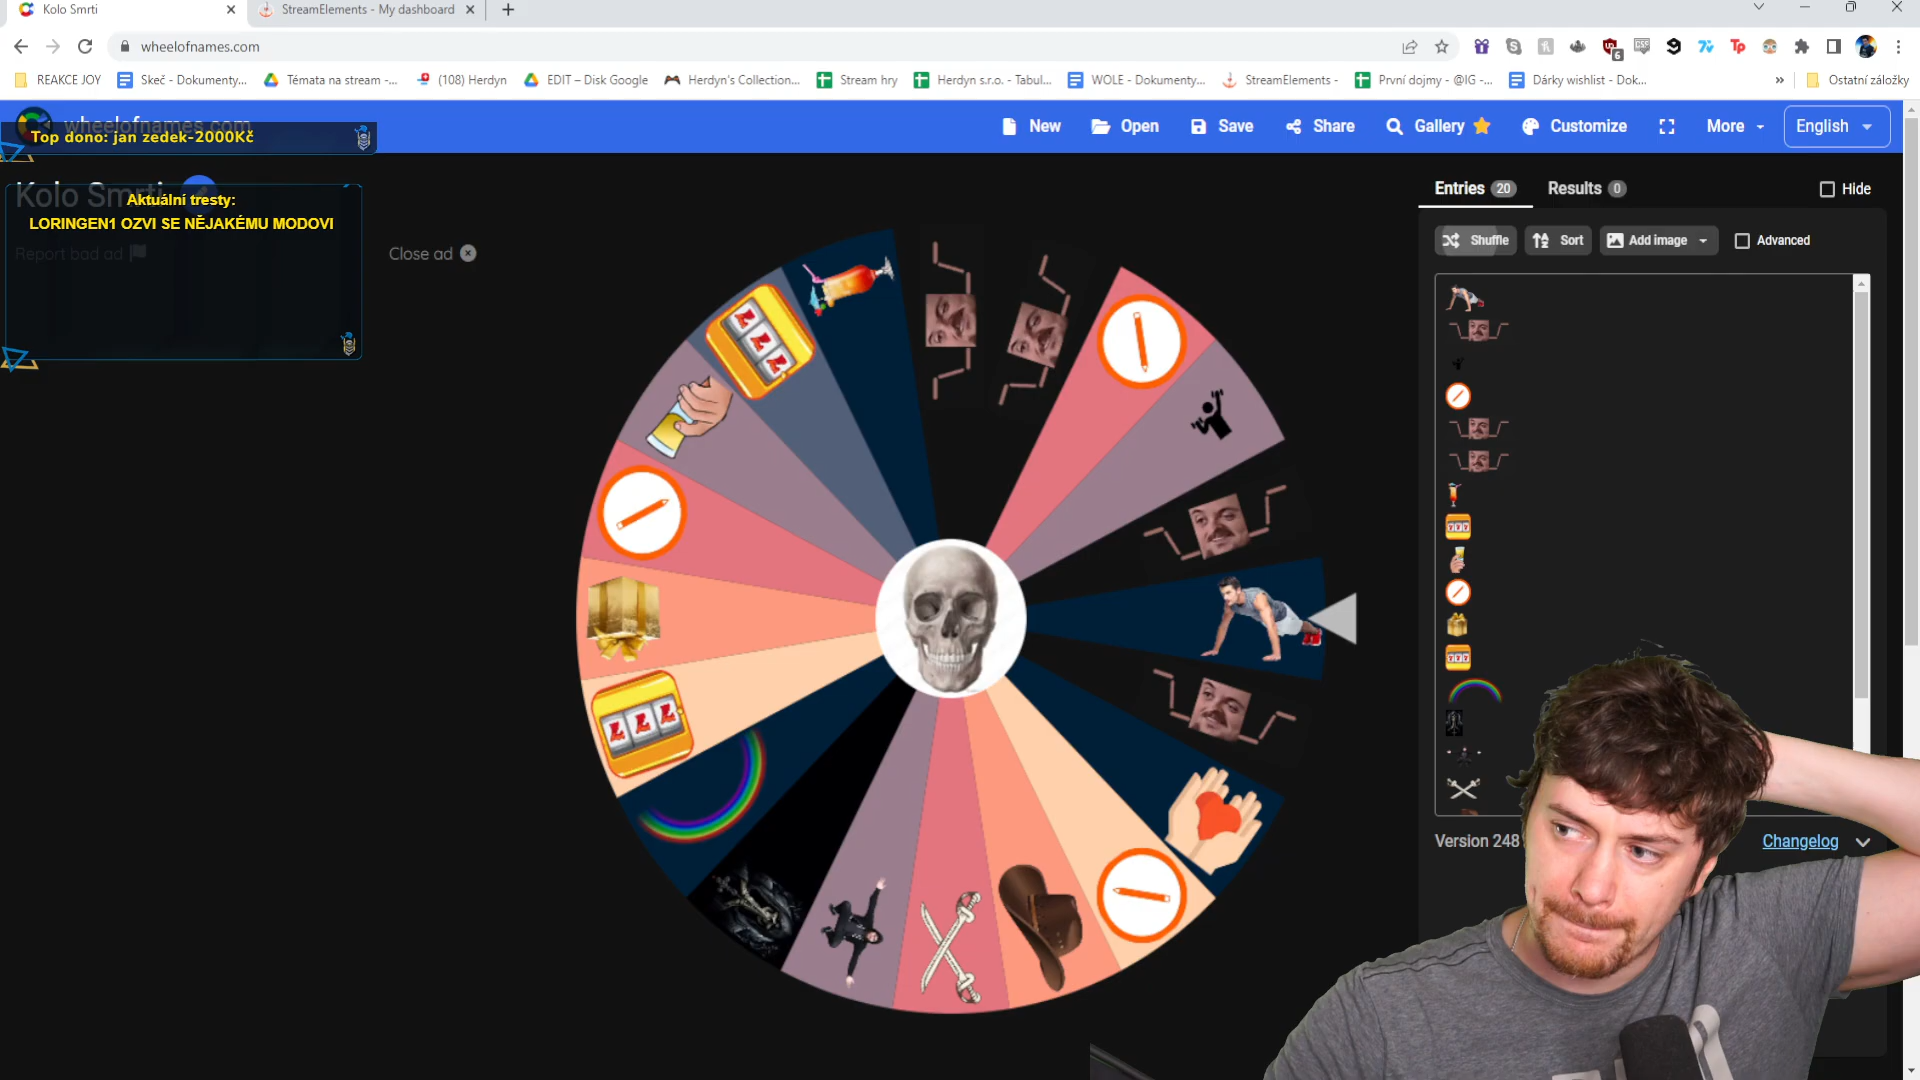 Kolo Smrti
StreamElements - My dashboard
wheelofnames.com
REAKCE JOY
Skeč - Dokumenty...
Témata na stream -...
(108) Herdyn
EDIT – Disk Google
Herdyn's Collection...
Stream hry
Herdyn s.r.o. - Tabul...
WOLE - Dokumenty...
StreamElements -
První dojmy - @IG -...
Dárky wishlist - Dok...
»
Ostatní záložky
wheelofnames.com
Top dono: jan zedek-2000Kč
New
Open
Save
Share
Gallery
Customize
More
English
Kolo Smrti
Aktuální tresty:
LORINGEN1 OZVI SE NĚJAKÉMU MODOVI
Report bad ad
Close ad
Entries 20
Results 0
Hide
Shuffle
Sort
Add image
Advanced
Version 248
Changelog